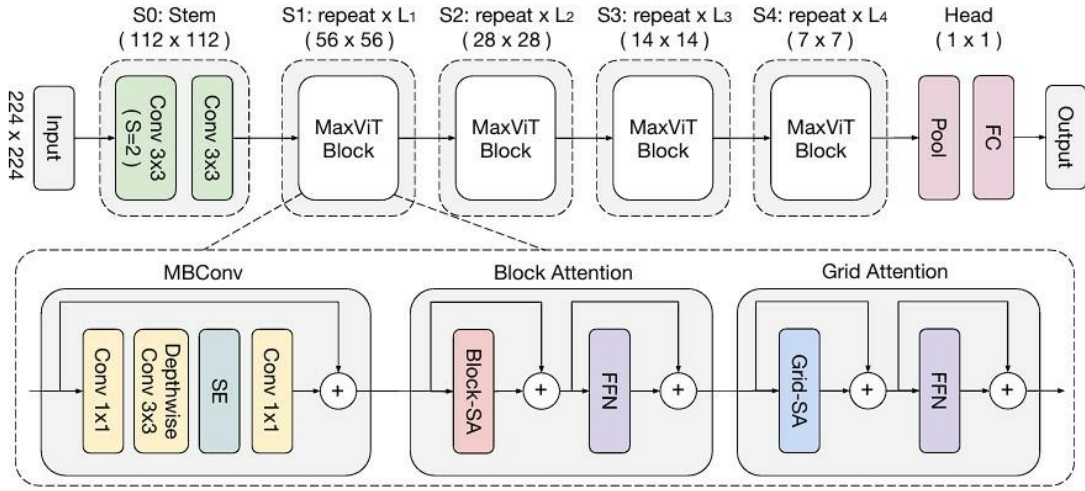 S0: Stem
( 112 x 112 )
S1: repeat x L₁
( 56 x 56 )
S2: repeat x L₂
( 28 x 28 )
S3: repeat x L₃
( 14 x 14 )
S4: repeat x L₄
( 7 x 7 )
Head
( 1 x 1 )
224 x 224
Input
Conv 3x3
( S=2 )
Conv 3x3
MaxViT
Block
MaxViT
Block
MaxViT
Block
MaxViT
Block
Pool
FC
Output
MBConv
Block Attention
Grid Attention
Conv 1x1
Depthwise
Conv 3x3
SE
Conv 1x1
+
Block-SA
+
FFN
+
Grid-SA
+
FFN
+